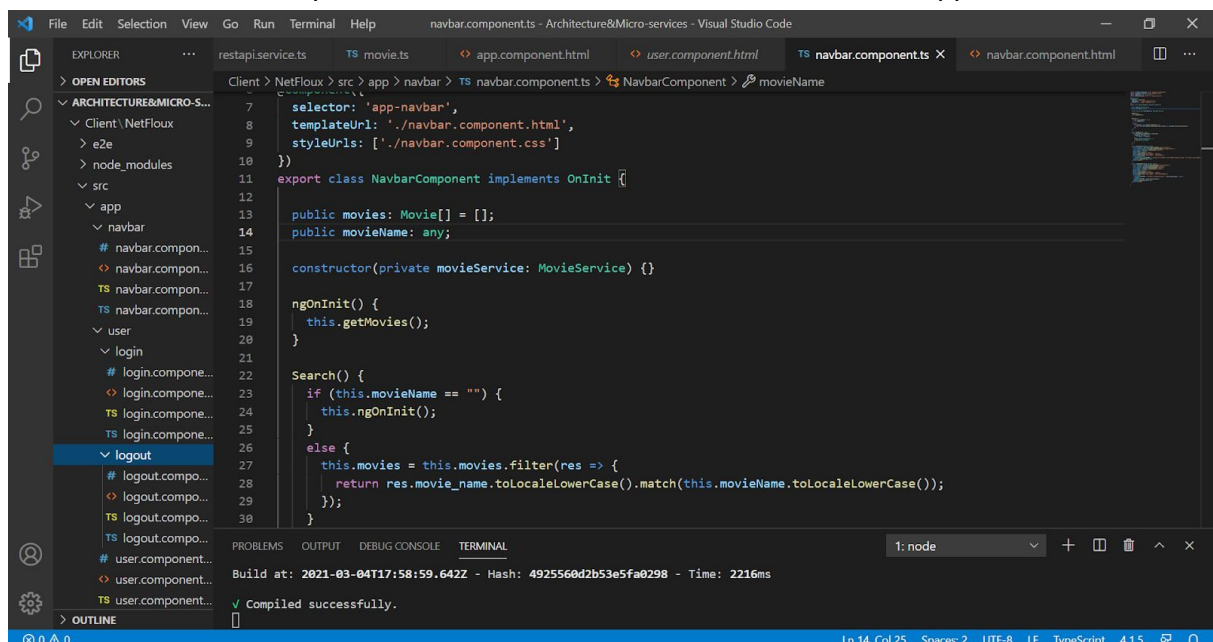 File Edit Selection View Go Run Terminal Help navbar.component.ts - Architecture&Micro-services - Visual Studio Code
EXPLORER ... restapi.service.ts TS movie.ts <> app.component.html <> user.component.html TS navbar.component.ts X <> navbar.component.html ...
> OPEN EDITORS
Client > NetFloux > src > app > navbar > TS navbar.component.ts > NavbarComponent > movieName
ARCHITECTURE&MICRO-S...
Client\NetFloux
> e2e
> node_modules
src
app
navbar
# navbar.compon...
<> navbar.compon...
TS navbar.compon...
TS navbar.compon...
user
login
# login.compone...
<> login.compone...
TS login.compone...
TS login.compone...
logout
# logout.compo...
<> logout.compo...
TS logout.compo...
TS logout.compo...
# user.component...
<> user.component...
TS user.component...
> OUTLINE
7 selector: 'app-navbar',
8 templateUrl: './navbar.component.html',
9 styleUrls: ['./navbar.component.css']
10 })
11 export class NavbarComponent implements OnInit {
12
13 public movies: Movie[] = [];
14 public movieName: any;
15
16 constructor(private movieService: MovieService) {}
17
18 ngOnInit() {
19 this.getMovies();
20 }
21
22 Search() {
23 if (this.movieName == "") {
24 this.ngOnInit();
25 }
26 else {
27 this.movies = this.movies.filter(res => {
28 return res.movie_name.toLocaleLowerCase().match(this.movieName.toLocaleLowerCase());
29 });
30 }
PROBLEMS OUTPUT DEBUG CONSOLE TERMINAL 1: node
Build at: 2021-03-04T17:58:59.642Z - Hash: 4925560d2b53e5fa0298 - Time: 2216ms
√ Compiled successfully.
0 0 Ln 14, Col 25 Spaces: 2 UTF-8 LF TypeScript 4.1.5